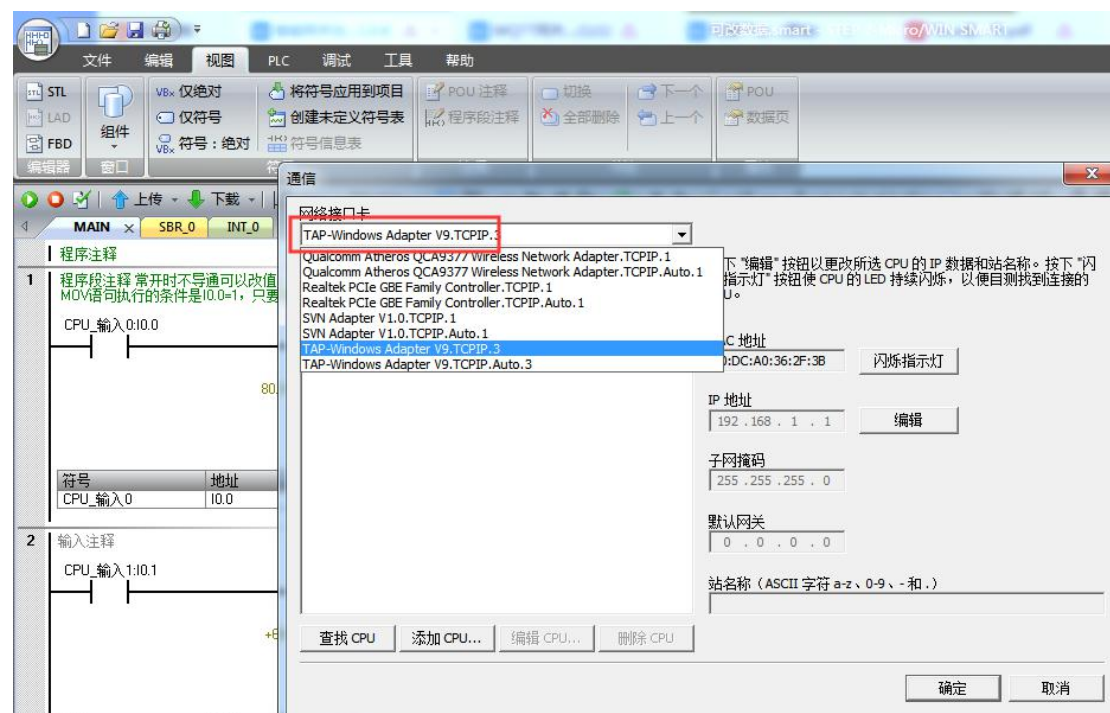 文件 编辑 视图 PLC 调试 工具 帮助
STL
LAD
FBD
编辑器
组件
窗口
仅绝对
仅符号
符号：绝对
将符号应用到项目
创建未定义符号表
符号信息表
POU 注释
程序段注释
切换
全部删除
下一个
上一个
POU
数据页
上传 下载
MAIN × SBR_0 INT_0
程序注释
1 程序段注释 常开时不导通可以改值
MOV语句执行的条件是I0.0=1，只要
CPU_输入0:I0.0
80.
符号 地址
CPU_输入0 I0.0
2 输入注释
CPU_输入1:I0.1
通信
网络接口卡
TAP-Windows Adapter V9.TCPIP.3
Qualcomm Atheros QCA9377 Wireless Network Adapter.TCPIP.1
Qualcomm Atheros QCA9377 Wireless Network Adapter.TCPIP.Auto.1
Realtek PCIe GBE Family Controller.TCPIP.1
Realtek PCIe GBE Family Controller.TCPIP.Auto.1
SVN Adapter V1.0.TCPIP.1
SVN Adapter V1.0.TCPIP.Auto.1
TAP-Windows Adapter V9.TCPIP.3
TAP-Windows Adapter V9.TCPIP.Auto.3
下 "编辑" 按钮以更改所选 CPU 的 IP 数据和站名称。按下 "闪
指示灯" 按钮使 CPU 的 LED 持续闪烁，以便目测找到连接的
U。
C 地址
:DC:A0:36:2F:3B 闪烁指示灯
IP 地址
192 . 168 . 1 . 1 编辑
子网掩码
255 . 255 . 255 . 0
默认网关
0 . 0 . 0 . 0
站名称（ASCII 字符 a-z、0-9、- 和 .）
查找 CPU 添加 CPU... 编辑 CPU... 删除 CPU
确定 取消